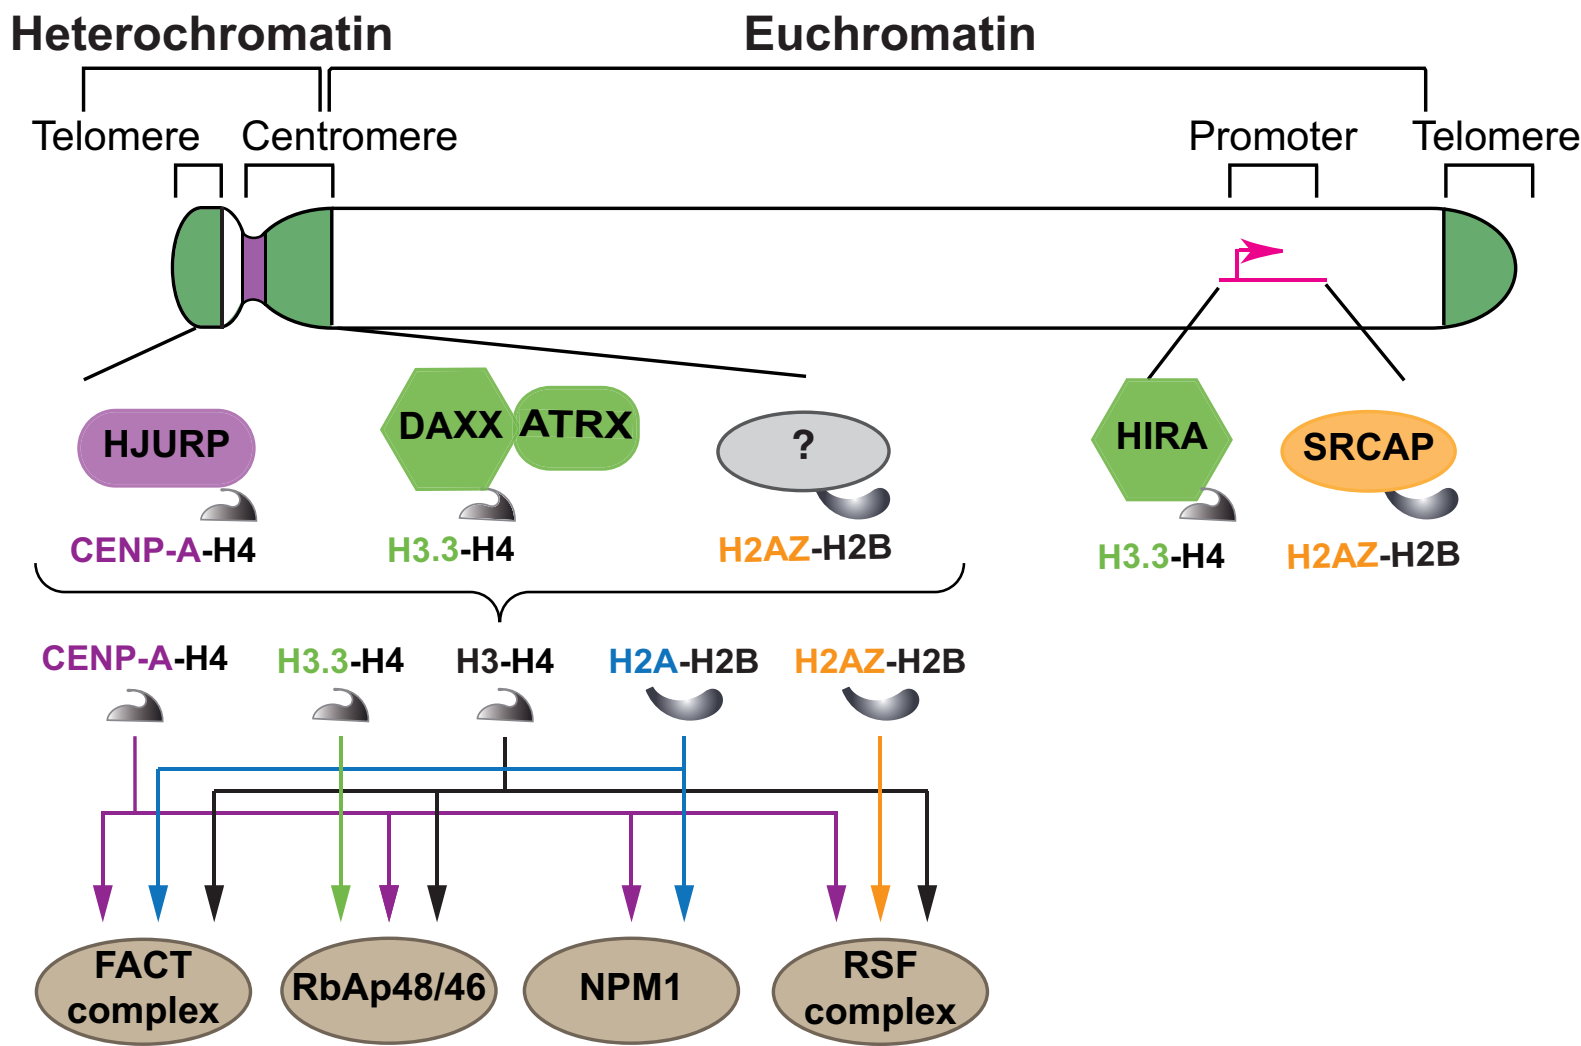 Heterochromatin
Euchromatin
Telomere
Centromere
Promoter
Telomere
HJURP
DAXX
ATRX
?
HIRA
SRCAP
CENP-A-H4
H3.3-H4
H2AZ-H2B
H3.3-H4
H2AZ-H2B
CENP-A-H4
H3.3-H4
H3-H4
H2A-H2B
H2AZ-H2B
FACT
complex
RbAp48/46
NPM1
RSF
complex